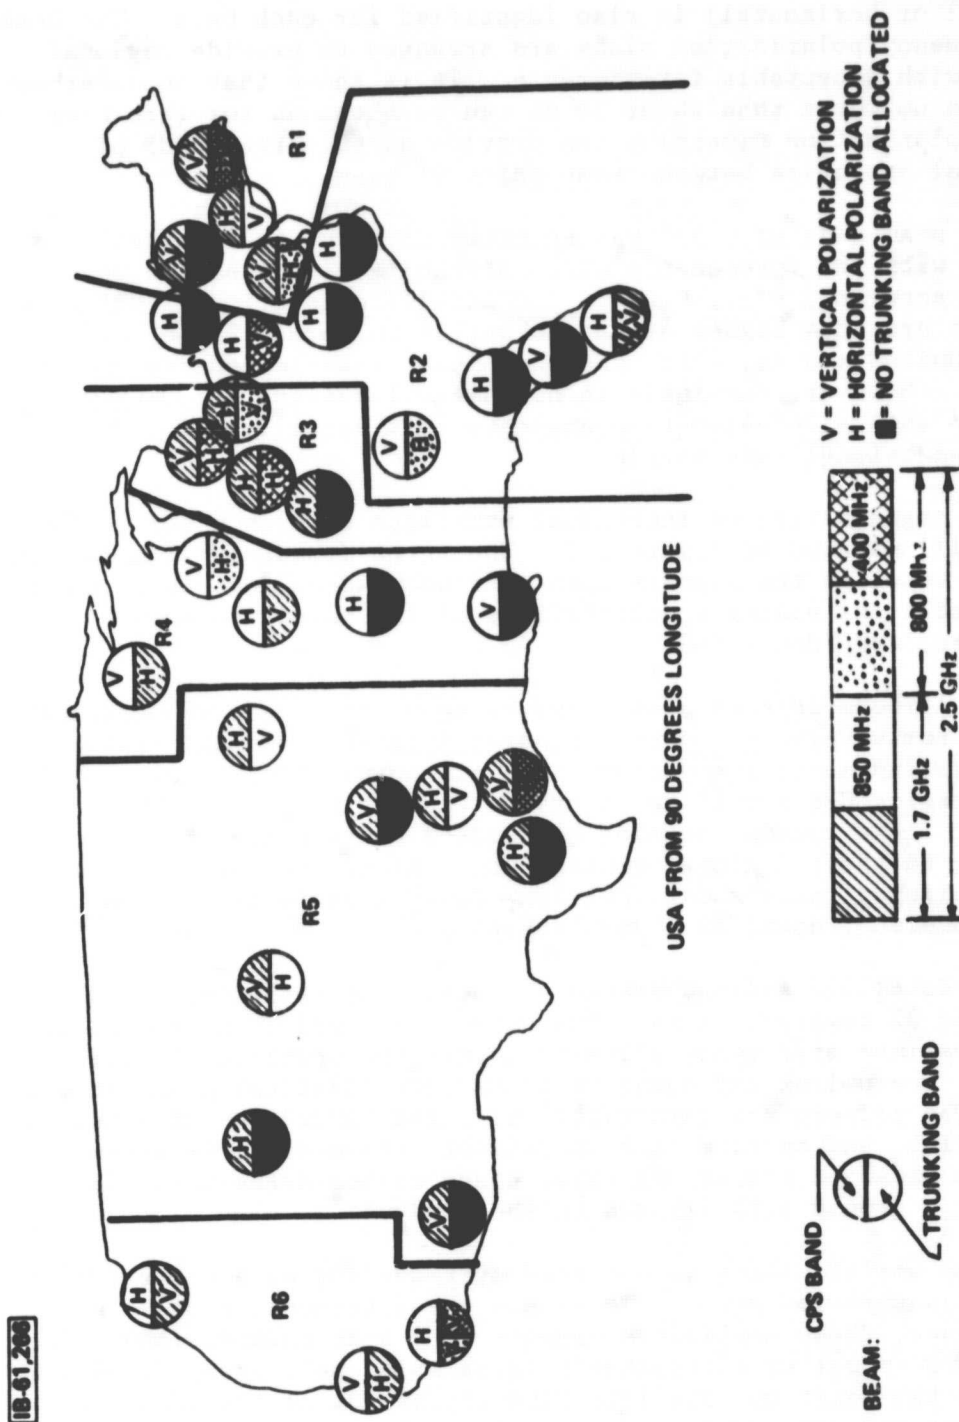 IB-61,266
H
V
R6
V
H
H
V
V
H
V
H
R5
H
V
V
H
V
V
H
V
H
R4
V
H
H
V
H
V
V
H
H
H
R3
H
H
H
V
V
R2
H
H
V
H
V
R1
V
H
V
V
V
USA FROM 90 DEGREES LONGITUDE
BEAM:
CPS BAND
TRUNKING BAND
850 MHz
400 MHz
1.7 GHz
800 Mhz
2.5 GHz
V = VERTICAL POLARIZATION
H = HORIZONTAL POLARIZATION
= NO TRUNKING BAND ALLOCATED